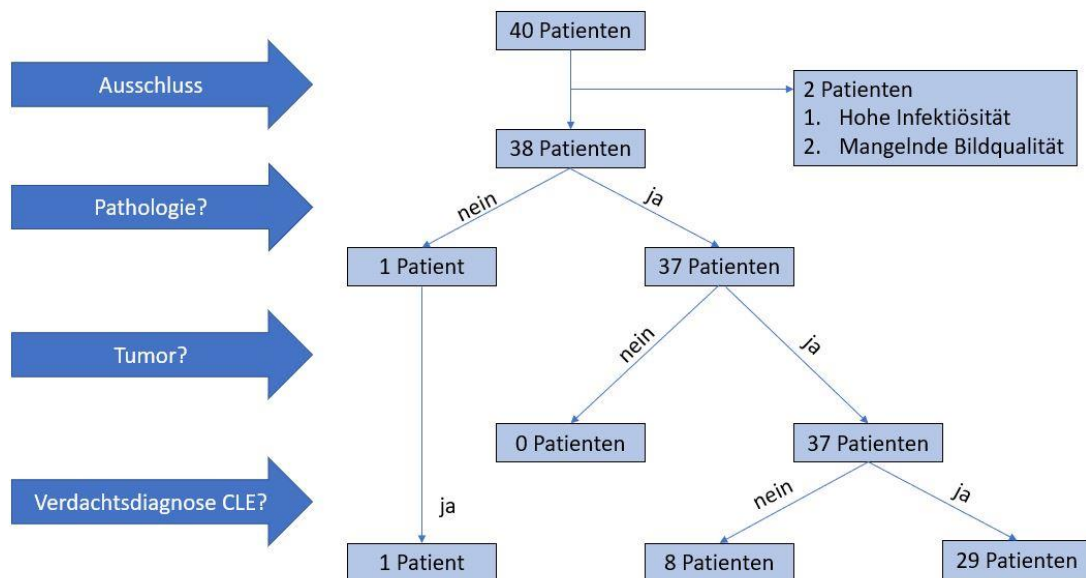 40 Patienten
Ausschluss
2 Patienten
1. Hohe Infektiösität
2. Mangelnde Bildqualität
38 Patienten
Pathologie?
nein
ja
1 Patient
37 Patienten
Tumor?
nein
ja
0 Patienten
37 Patienten
Verdachtsdiagnose CLE?
ja
nein
ja
1 Patient
8 Patienten
29 Patienten